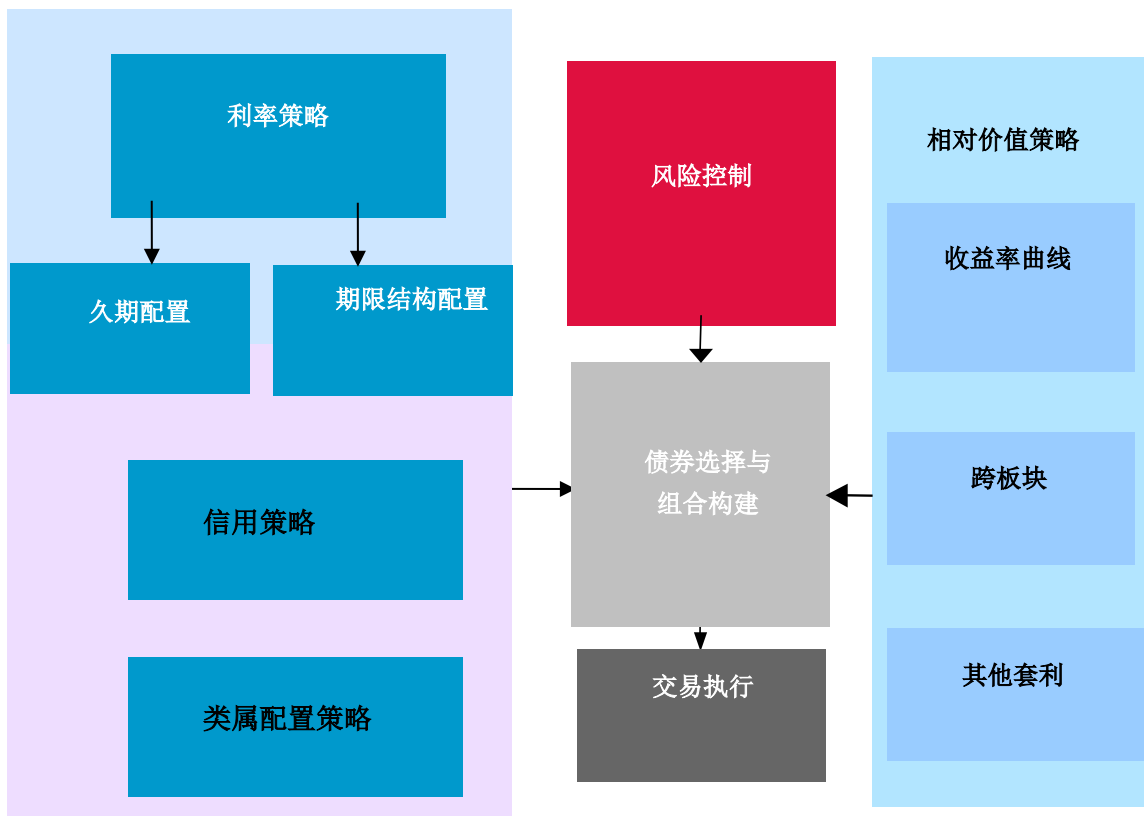 利率策略
久期配置
期限结构配置
信用策略
类属配置策略
风险控制
债券选择与
组合构建
交易执行
相对价值策略
收益率曲线
跨板块
其他套利